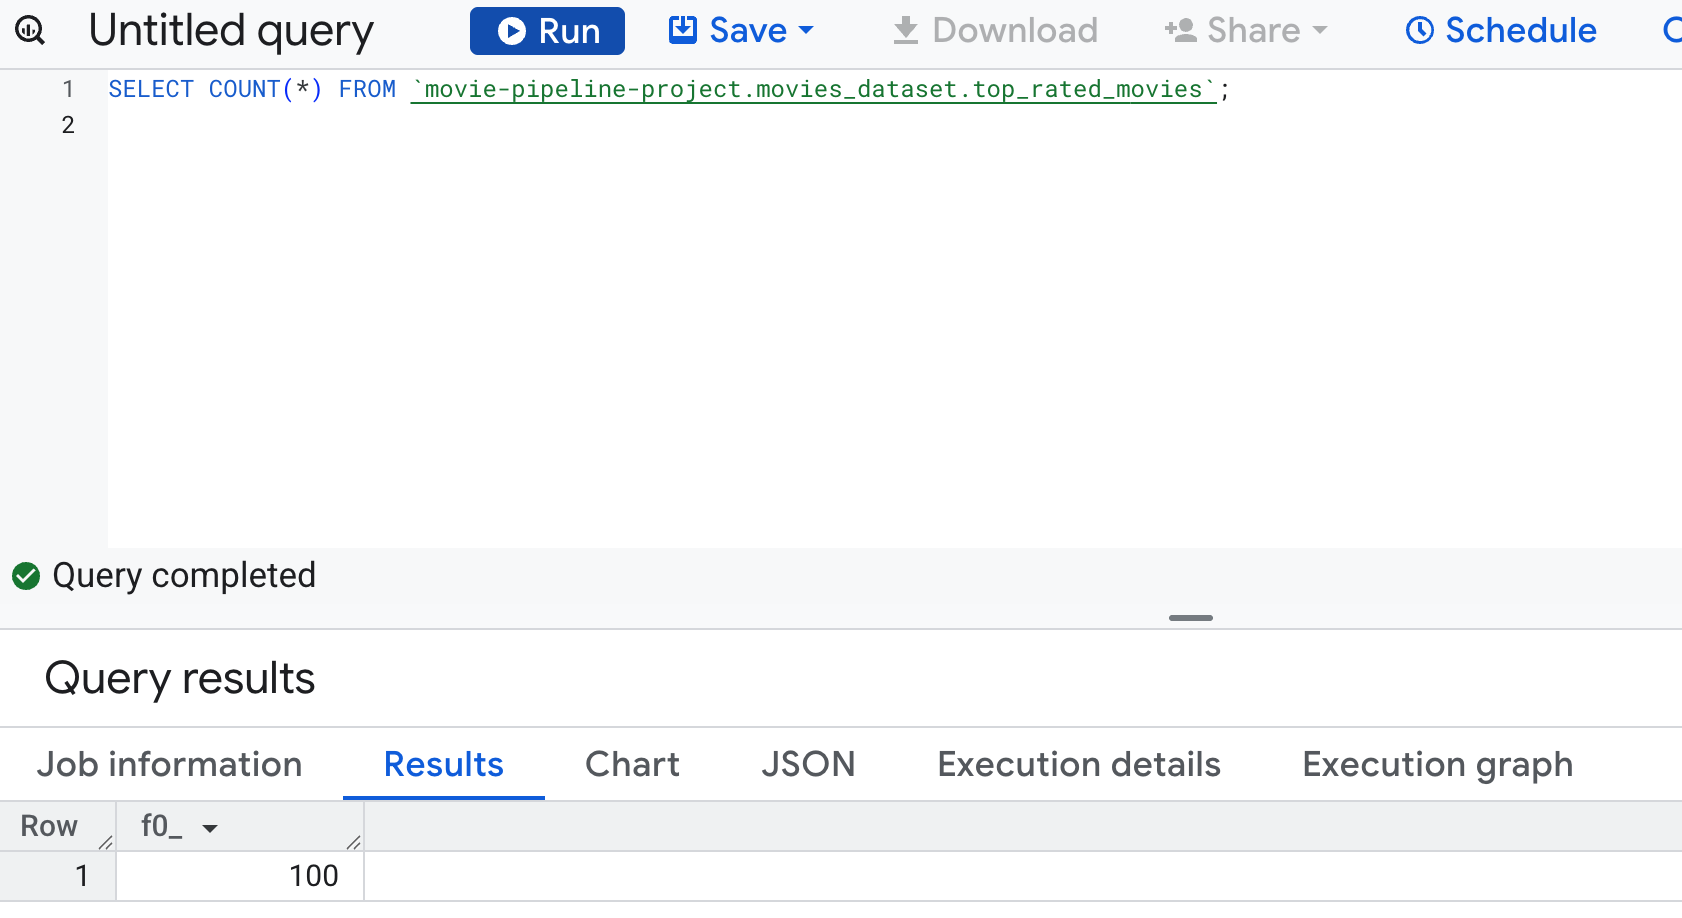 Untitled query Run Save Download Share Schedule
1 SELECT COUNT(*) FROM `movie-pipeline-project.movies_dataset.top_rated_movies`;
2
Query completed
Query results
Job information Results Chart JSON Execution details Execution graph
Row f0_
1 100